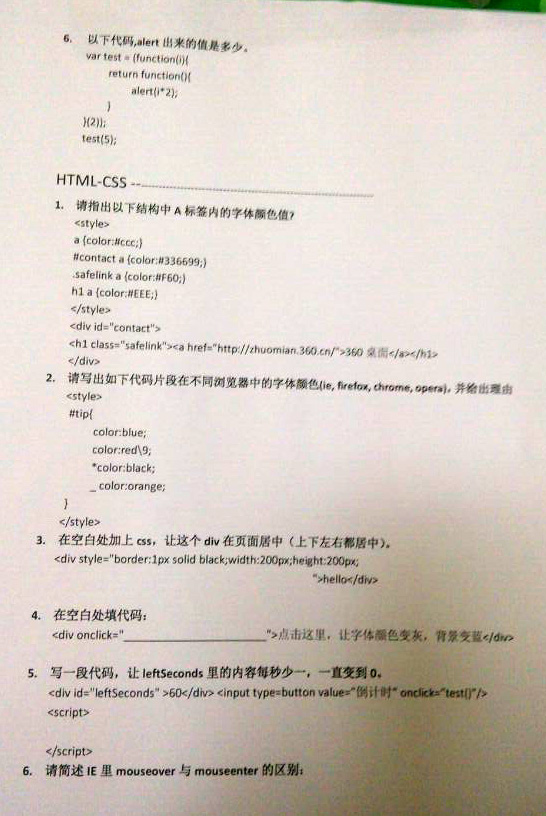 6. 以下代码,alert 出来的值是多少。
var test = (function(i){
return function(){
alert(i*2);
}
}(2));
test(5);
HTML-CSS --------------------------------------------
1. 请指出以下结构中 A 标签内的字体颜色值?
<style>
a {color:#ccc;}
#contact a {color:#336699;}
.safelink a {color:#F60;}
h1 a {color:#EEE;}
</style>
<div id="contact">
<h1 class="safelink"><a href="http://zhuomian.360.cn/">360 桌面</a></h1>
</div>
2. 请写出如下代码片段在不同浏览器中的字体颜色(ie, firefox, chrome, opera), 并给出理由
<style>
#tip{
color:blue;
color:red\9;
*color:black;
_ color:orange;
}
</style>
3. 在空白处加上 css，让这个 div 在页面居中（上下左右都居中）。
<div style="border:1px solid black;width:200px;height:200px;
">hello</div>
4. 在空白处填代码：
<div onclick="____________________">点击这里，让字体颜色变灰，背景变蓝</div>
5. 写一段代码，让 leftSeconds 里的内容每秒少一，一直变到 0。
<div id="leftSeconds" >60</div> <input type=button value="倒计时" onclick="test()"/>
<script>
</script>
6. 请简述 IE 里 mouseover 与 mouseenter 的区别：